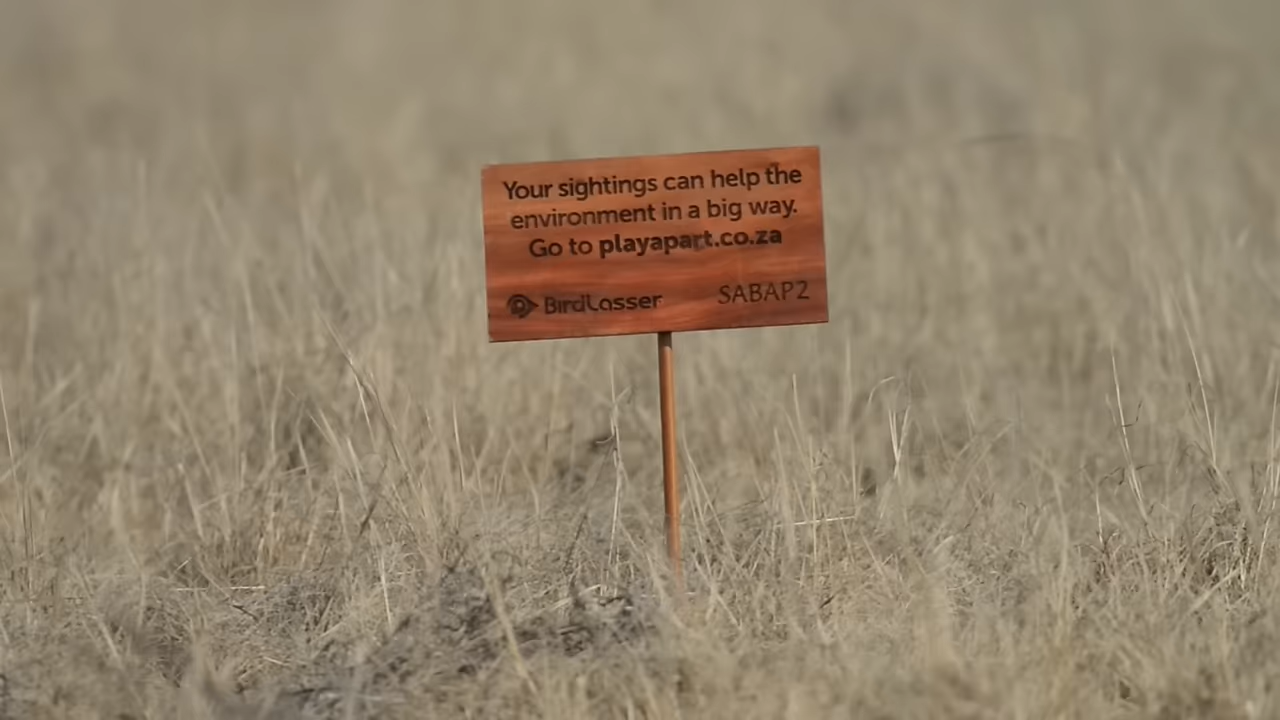 Your sightings can help the
environment in a big way.
Go to playapart.co.za
BirdLasser SABAP2